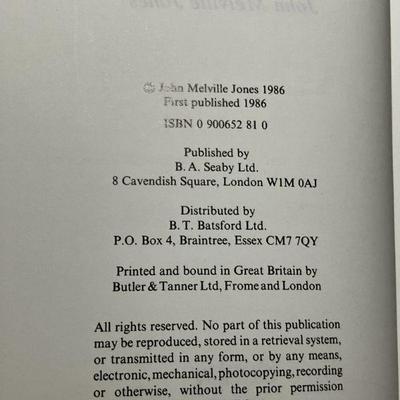 John Melville Jones
© John Melville Jones 1986
First published 1986
ISBN 0 900652 81 0
Published by
B. A. Seaby Ltd.
8 Cavendish Square, London W1M 0AJ
Distributed by
B. T. Batsford Ltd.
P.O. Box 4, Braintree, Essex CM7 7QY
Printed and bound in Great Britain by
Butler & Tanner Ltd, Frome and London
All rights reserved. No part of this publication
may be reproduced, stored in a retrieval system,
or transmitted in any form, or by any means,
electronic, mechanical, photocopying, recording
or otherwise, without the prior permission